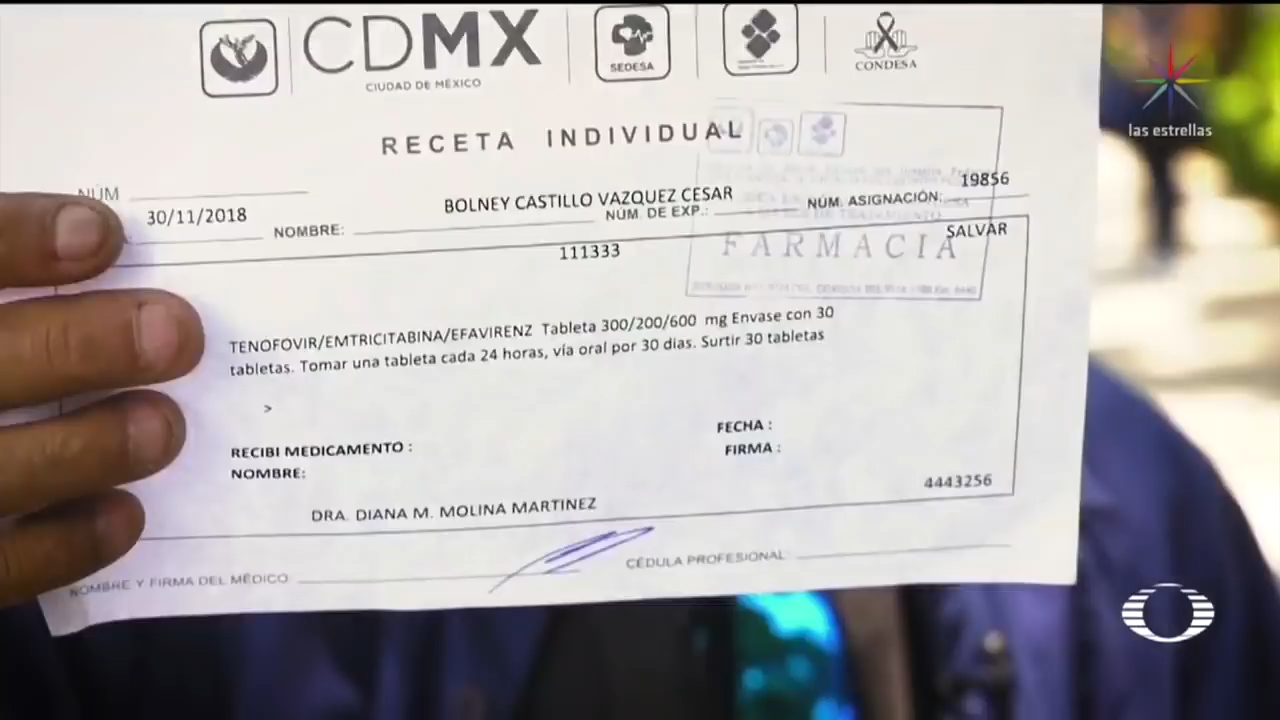 CDMX
CIUDAD DE MÉXICO
SEDESA
CONDESA
las estrellas
RECETA INDIVIDUAL
NÚM
30/11/2018
NOMBRE:
BOLNEY CASTILLO VAZQUEZ CESAR
NÚM. DE EXP.:
NÚM. ASIGNACIÓN:
19856
111333
SALVAR
FARMACIA
TENOFOVIR/EMTRICITABINA/EFAVIRENZ Tableta 300/200/600 mg Envase con 30
tabletas. Tomar una tableta cada 24 horas, vía oral por 30 dias. Surtir 30 tabletas
>
RECIBI MEDICAMENTO :
FECHA :
NOMBRE:
FIRMA :
4443256
DRA. DIANA M. MOLINA MARTINEZ
NOMBRE Y FIRMA DEL MÉDICO
CÉDULA PROFESIONAL: